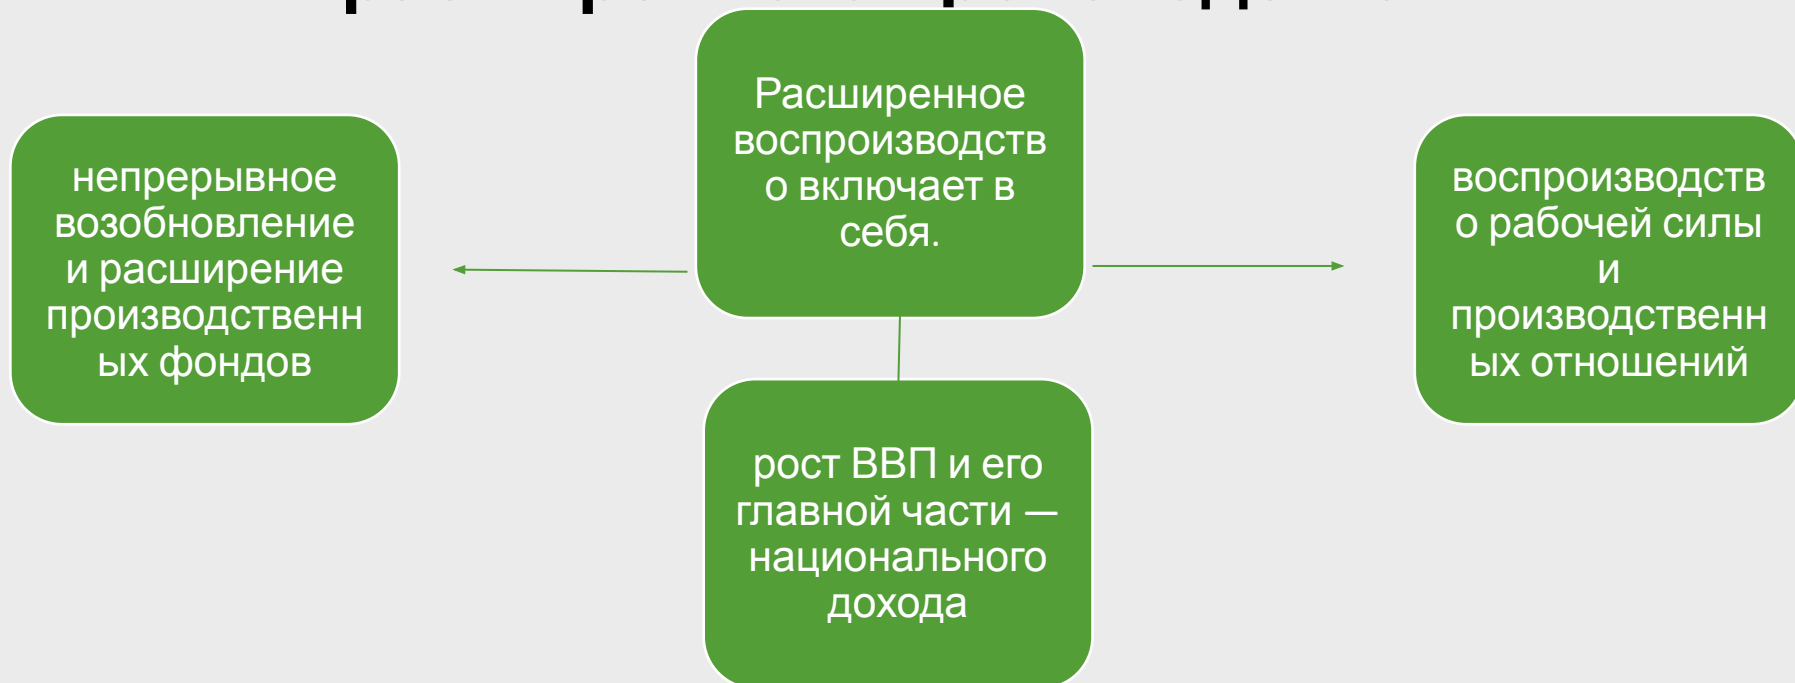 Расширенное
воспроизводств
о включает в
себя.
непрерывное
возобновление
и расширение
производственн
ых фондов
воспроизводств
о рабочей силы
и
производственн
ых отношений
рост ВВП и его
главной части —
национального
дохода